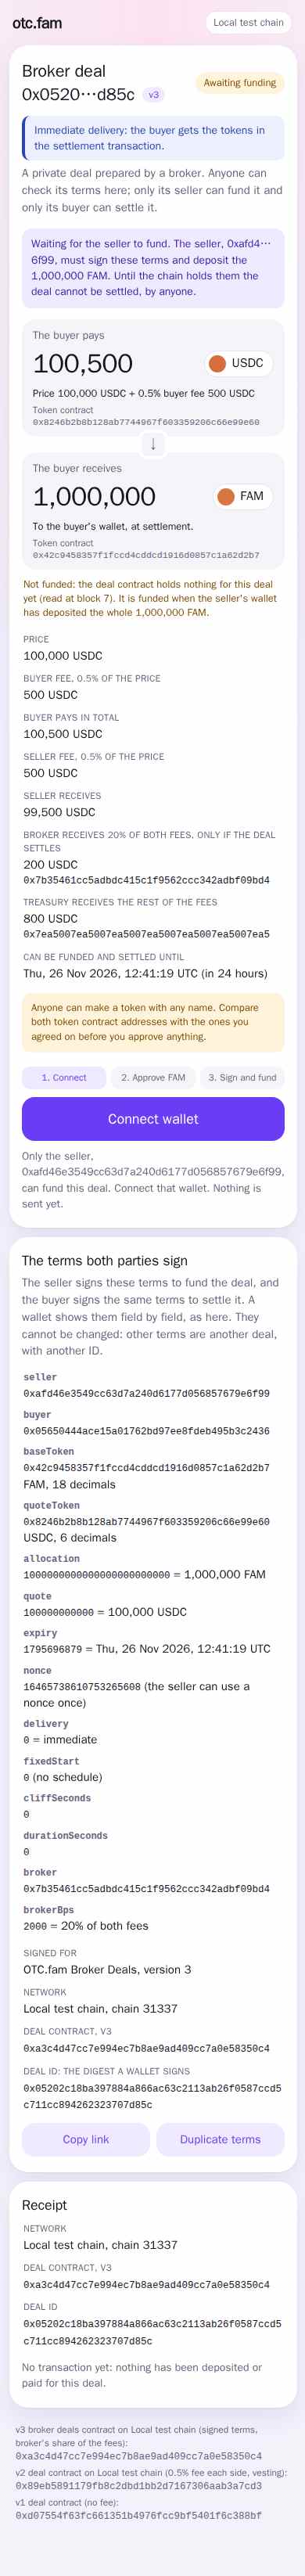 otc.fam
Local test chain
Broker deal
0x0520···d85c v3
Awaiting funding
Immediate delivery: the buyer gets the tokens in
the settlement transaction.
A private deal prepared by a broker. Anyone can
check its terms here; only its seller can fund it and
only its buyer can settle it.
Waiting for the seller to fund. The seller, 0xafd4···
6f99, must sign these terms and deposit the
1,000,000 FAM. Until the chain holds them the
deal cannot be settled, by anyone.
The buyer pays
100,500
USDC
Price 100,000 USDC + 0.5% buyer fee 500 USDC
Token contract
0x8246b2b8b128ab7744967f603359206c66e99e60
↓
The buyer receives
1,000,000
FAM
To the buyer's wallet, at settlement.
Token contract
0x42c9458357f1fccd4cddcd1916d0857c1a62d2b7
Not funded: the deal contract holds nothing for this deal
yet (read at block 7). It is funded when the seller's wallet
has deposited the whole 1,000,000 FAM.
PRICE
100,000 USDC
BUYER FEE, 0.5% OF THE PRICE
500 USDC
BUYER PAYS IN TOTAL
100,500 USDC
SELLER FEE, 0.5% OF THE PRICE
500 USDC
SELLER RECEIVES
99,500 USDC
BROKER RECEIVES 20% OF BOTH FEES, ONLY IF THE DEAL
SETTLES
200 USDC
0x7b35461cc5adbdc415c1f9562ccc342adbf09bd4
TREASURY RECEIVES THE REST OF THE FEES
800 USDC
0x7ea5007ea5007ea5007ea5007ea5007ea5007ea5
CAN BE FUNDED AND SETTLED UNTIL
Thu, 26 Nov 2026, 12:41:19 UTC (in 24 hours)
Anyone can make a token with any name. Compare
both token contract addresses with the ones you
agreed on before you approve anything.
1. Connect
2. Approve FAM
3. Sign and fund
Connect wallet
Only the seller,
0xafd46e3549cc63d7a240d6177d056857679e6f99,
can fund this deal. Connect that wallet. Nothing is
sent yet.
The terms both parties sign
The seller signs these terms to fund the deal, and
the buyer signs the same terms to settle it. A
wallet shows them field by field, as here. They
cannot be changed: other terms are another deal,
with another ID.
seller
0xafd46e3549cc63d7a240d6177d056857679e6f99
buyer
0x05650444ace15a01762bd97ee8fdeb495b3c2436
baseToken
0x42c9458357f1fccd4cddcd1916d0857c1a62d2b7
FAM, 18 decimals
quoteToken
0x8246b2b8b128ab7744967f603359206c66e99e60
USDC, 6 decimals
allocation
1000000000000000000000000 = 1,000,000 FAM
quote
100000000000 = 100,000 USDC
expiry
1795696879 = Thu, 26 Nov 2026, 12:41:19 UTC
nonce
16465738610753265608 (the seller can use a
nonce once)
delivery
0 = immediate
fixedStart
0 (no schedule)
cliffSeconds
0
durationSeconds
0
broker
0x7b35461cc5adbdc415c1f9562ccc342adbf09bd4
brokerBps
2000 = 20% of both fees
SIGNED FOR
OTC.fam Broker Deals, version 3
NETWORK
Local test chain, chain 31337
DEAL CONTRACT, V3
0xa3c4d47cc7e994ec7b8ae9ad409cc7a0e58350c4
DEAL ID: THE DIGEST A WALLET SIGNS
0x05202c18ba397884a866ac63c2113ab26f0587ccd5
c711cc894262323707d85c
Copy link
Duplicate terms
Receipt
NETWORK
Local test chain, chain 31337
DEAL CONTRACT, V3
0xa3c4d47cc7e994ec7b8ae9ad409cc7a0e58350c4
DEAL ID
0x05202c18ba397884a866ac63c2113ab26f0587ccd5
c711cc894262323707d85c
No transaction yet: nothing has been deposited or
paid for this deal.
v3 broker deals contract on Local test chain (signed terms,
broker's share of the fees):
0xa3c4d47cc7e994ec7b8ae9ad409cc7a0e58350c4
v2 deal contract on Local test chain (0.5% fee each side, vesting):
0x89eb5891179fb8c2dbd1bb2d7167306aab3a7cd3
v1 deal contract (no fee):
0xd07554f63fc661351b4976fcc9bf5401f6c388bf